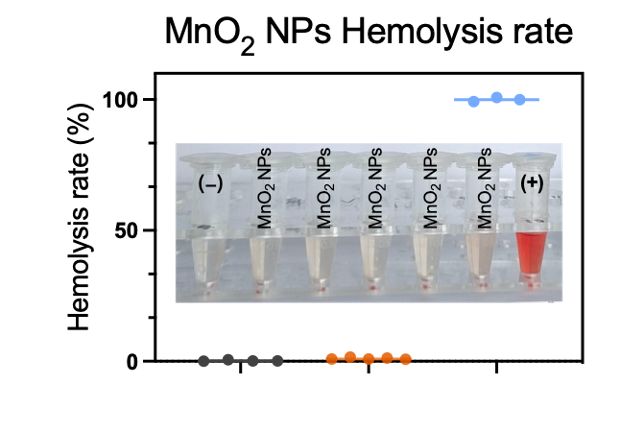 MnO₂ NPs Hemolysis rate
Hemolysis rate (%)
100
50
0
(–)
MnO₂ NPs
MnO₂ NPs
MnO₂ NPs
MnO₂ NPs
MnO₂ NPs
(+)